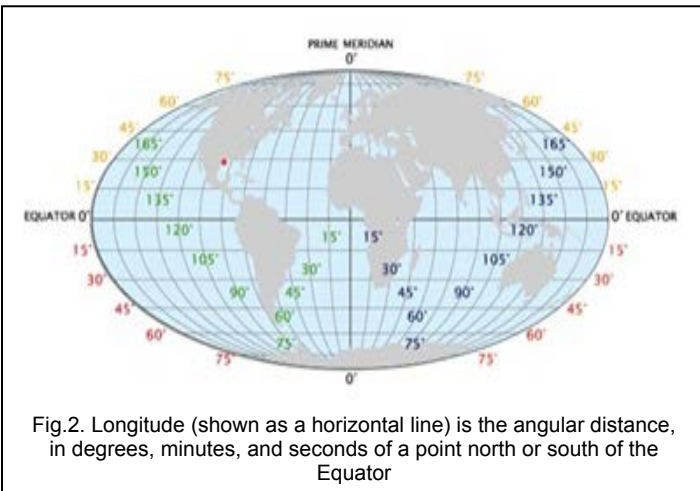 PRIME MERIDIAN
0°
75° 75°
60° 60°
45° 45°
165° 165°
30° 30°
150° 150°
15° 135° 135° 15°
EQUATOR 0° 0° EQUATOR
120° 15° 15° 120°
15° 105° 105° 15°
30° 30° 30° 30°
90° 45° 45° 90°
45° 60° 60° 45°
60° 75° 75° 60°
75° 75°
0°
Fig.2. Longitude (shown as a horizontal line) is the angular distance,
in degrees, minutes, and seconds of a point north or south of the
Equator